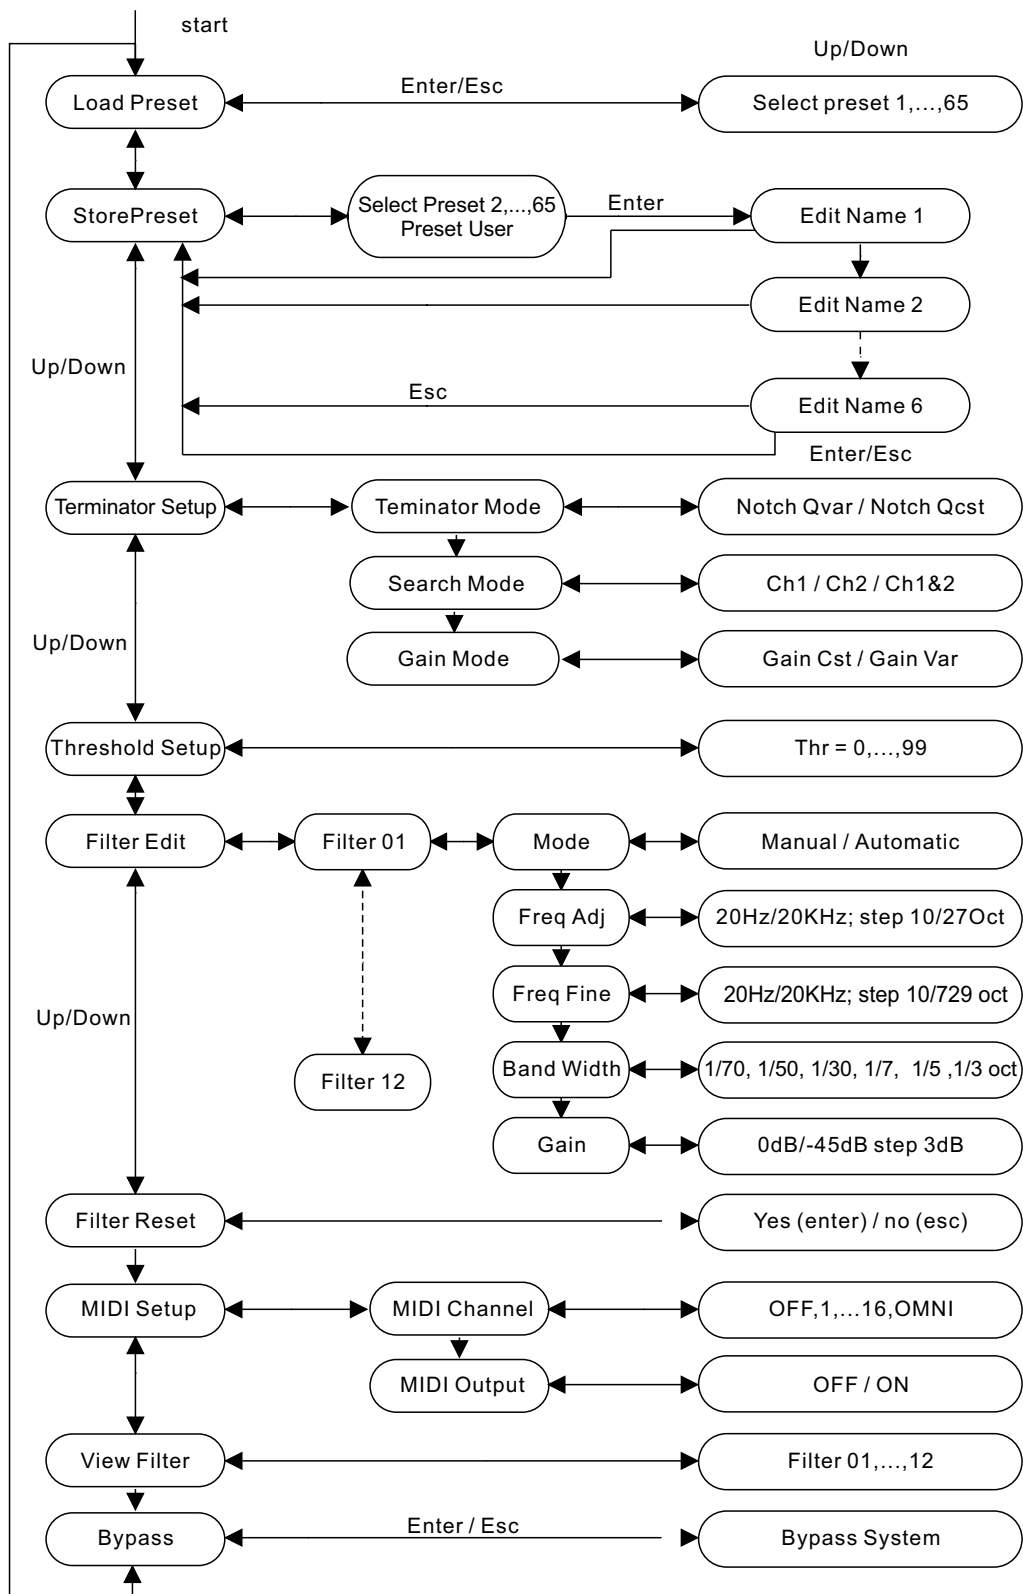 start
Up/Down
Load Preset
Enter/Esc
Select preset 1,...,65
StorePreset
Select Preset 2,...,65
Preset User
Enter
Edit Name 1
Edit Name 2
Up/Down
Esc
Edit Name 6
Enter/Esc
Terminator Setup
Teminator Mode
Notch Qvar / Notch Qcst
Search Mode
Ch1 / Ch2 / Ch1&2
Up/Down
Gain Mode
Gain Cst / Gain Var
Threshold Setup
Thr = 0,...,99
Filter Edit
Filter 01
Mode
Manual / Automatic
Freq Adj
20Hz/20KHz; step 10/27Oct
Up/Down
Freq Fine
20Hz/20KHz; step 10/729 oct
Filter 12
Band Width
1/70, 1/50, 1/30, 1/7, 1/5 ,1/3 oct
Gain
0dB/-45dB step 3dB
Filter Reset
Yes (enter) / no (esc)
MIDI Setup
MIDI Channel
OFF,1,...16,OMNI
MIDI Output
OFF / ON
View Filter
Filter 01,...,12
Bypass
Enter / Esc
Bypass System